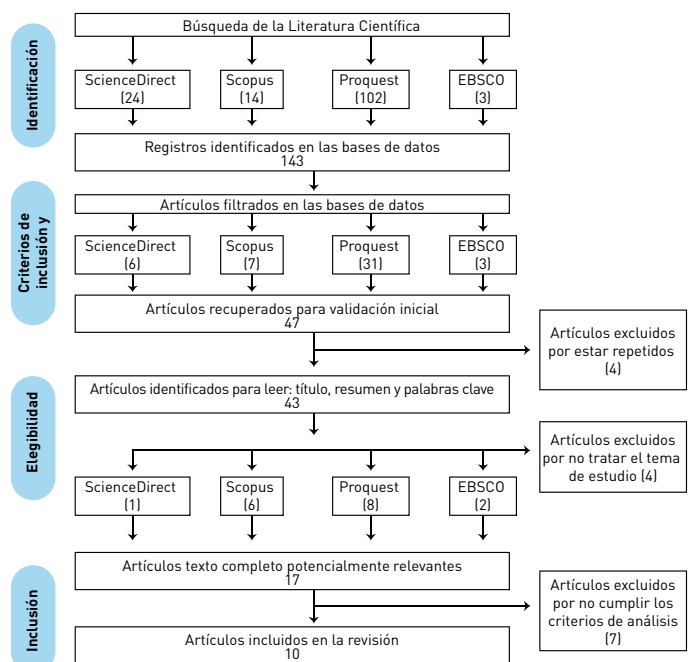 Identificación
Búsqueda de la Literatura Científica
ScienceDirect
(24)
Scopus
(14)
Proquest
(102)
EBSCO
(3)
Registros identificados en las bases de datos
143
Criterios de
inclusión y
Artículos filtrados en las bases de datos
ScienceDirect
(6)
Scopus
(7)
Proquest
(31)
EBSCO
(3)
Artículos recuperados para validación inicial
47
Artículos excluidos
por estar repetidos
(4)
Elegibilidad
Artículos identificados para leer: título, resumen y palabras clave
43
Artículos excluidos
por no tratar el tema
de estudio (4)
ScienceDirect
(1)
Scopus
(6)
Proquest
(8)
EBSCO
(2)
Inclusión
Artículos texto completo potencialmente relevantes
17
Artículos excluidos
por no cumplir los
criterios de análisis
(7)
Artículos incluidos en la revisión
10